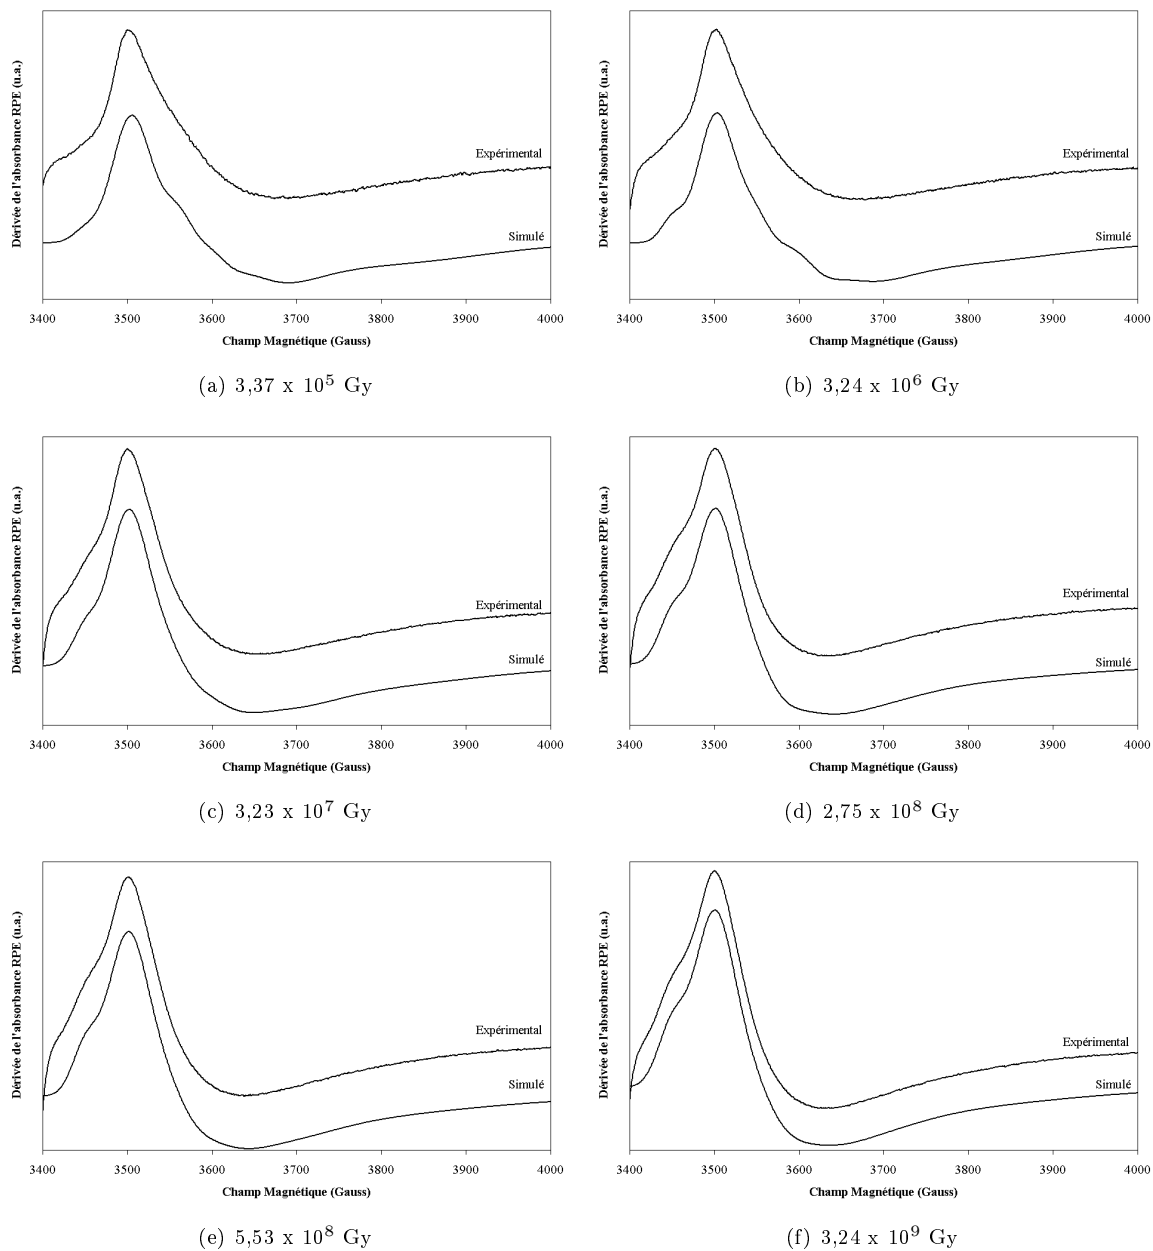 Dérivée de l'absorbance RPE (u.a.)
Expérimental
Simulé
3400 3500 3600 3700 3800 3900 4000
Champ Magnétique (Gauss)
(a) 3,37 x 10⁵ Gy
Dérivée de l'absorbance RPE (u.a.)
Expérimental
Simulé
3400 3500 3600 3700 3800 3900 4000
Champ Magnétique (Gauss)
(b) 3,24 x 10⁶ Gy
Dérivée de l'absorbance RPE (u.a.)
Expérimental
Simulé
3400 3500 3600 3700 3800 3900 4000
Champ Magnétique (Gauss)
(c) 3,23 x 10⁷ Gy
Dérivée de l'absorbance RPE (u.a.)
Expérimental
Simulé
3400 3500 3600 3700 3800 3900 4000
Champ Magnétique (Gauss)
(d) 2,75 x 10⁸ Gy
Dérivée de l'absorbance RPE (u.a.)
Expérimental
Simulé
3400 3500 3600 3700 3800 3900 4000
Champ Magnétique (Gauss)
(e) 5,53 x 10⁸ Gy
Dérivée de l'absorbance RPE (u.a.)
Expérimental
Simulé
3400 3500 3600 3700 3800 3900 4000
Champ Magnétique (Gauss)
(f) 3,24 x 10⁹ Gy